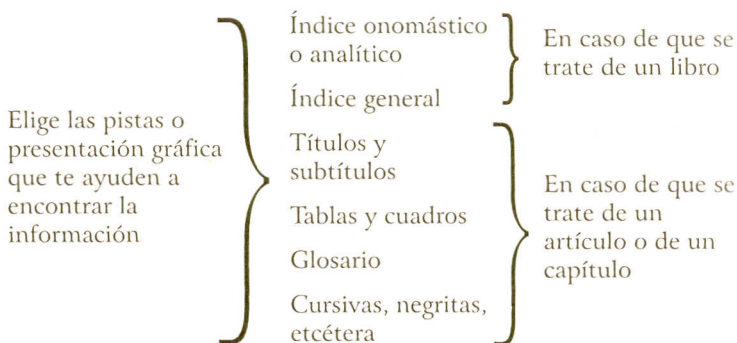 Elige las pistas o
presentación gráfica
que te ayuden a
encontrar la
información
Índice onomástico
o analítico
Índice general
Títulos y
subtítulos
Tablas y cuadros
Glosario
Cursivas, negritas,
etcétera
En caso de que se
trate de un libro
En caso de que se
trate de un
artículo o de un
capítulo